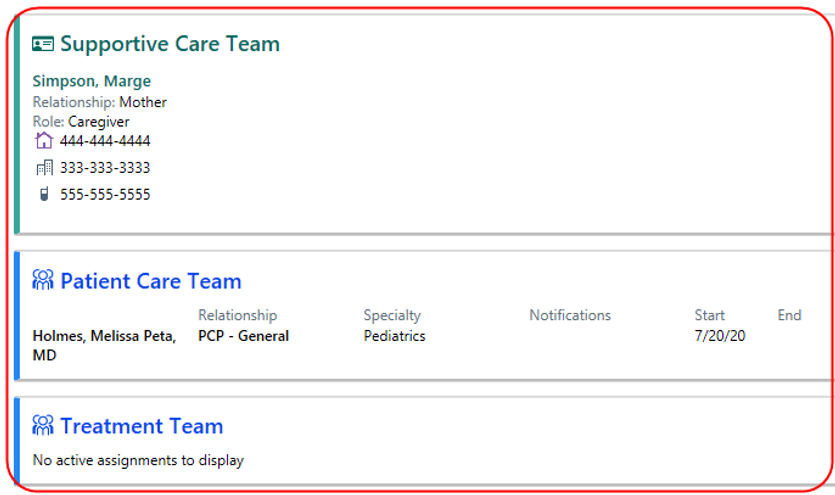 Supportive Care Team
Simpson, Marge
Relationship: Mother
Role: Caregiver
444-444-4444
333-333-3333
555-555-5555
Patient Care Team
Relationship Specialty Notifications Start End
Holmes, Melissa Peta, PCP - General Pediatrics 7/20/20
MD
Treatment Team
No active assignments to display